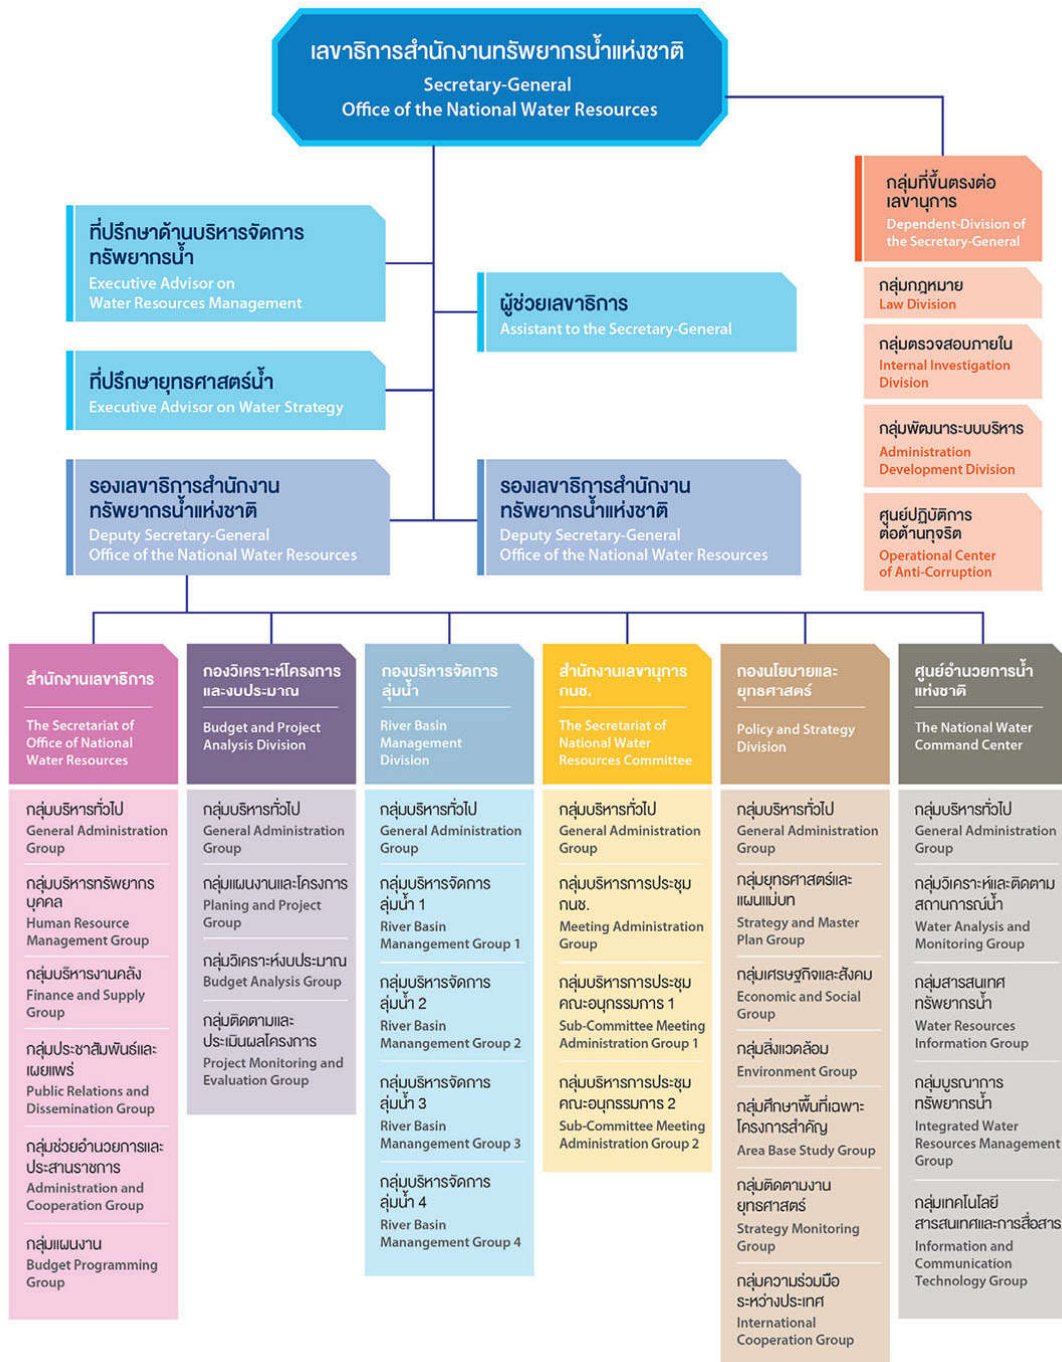 เลขาธิการสำนักงานทรัพยากรน้ำแห่งชาติ
Secretary-General
Office of the National Water Resources
กลุ่มที่ขึ้นตรงต่อ
เลขานุการ
Dependent-Division of
the Secretary-General
กลุ่มกฎหมาย
Law Division
กลุ่มตรวจสอบภายใน
Internal Investigation
Division
กลุ่มพัฒนาระบบบริหาร
Administration
Development Division
ศูนย์ปฏิบัติการ
ต่อต้านทุจริต
Operational Center
of Anti-Corruption
ที่ปรึกษาด้านบริหารจัดการ
ทรัพยากรน้ำ
Executive Advisor on
Water Resources Management
ผู้ช่วยเลขาธิการ
Assistant to the Secretary-General
ที่ปรึกษายุทธศาสตร์น้ำ
Executive Advisor on Water Strategy
รองเลขาธิการสำนักงาน
ทรัพยากรน้ำแห่งชาติ
Deputy Secretary-General
Office of the National Water Resources
รองเลขาธิการสำนักงาน
ทรัพยากรน้ำแห่งชาติ
Deputy Secretary-General
Office of the National Water Resources
สำนักงานเลขาธิการ
The Secretariat of
Office of National
Water Resources
กลุ่มบริหารทั่วไป
General Administration
Group
กลุ่มบริหารทรัพยากร
บุคคล
Human Resource
Management Group
กลุ่มบริหารงานคลัง
Finance and Supply
Group
กลุ่มประชาสัมพันธ์และ
เผยแพร่
Public Relations and
Dissemination Group
กลุ่มช่วยอำนวยการและ
ประสานราชการ
Administration and
Cooperation Group
กลุ่มแผนงาน
Budget Programming
Group
กองวิเคราะห์โครงการ
และงบประมาณ
Budget and Project
Analysis Division
กลุ่มบริหารทั่วไป
General Administration
Group
กลุ่มแผนงานและโครงการ
Planing and Project
Group
กลุ่มวิเคราะห์งบประมาณ
Budget Analysis Group
กลุ่มติดตามและ
ประเมินผลโครงการ
Project Monitoring and
Evaluation Group
กองบริหารจัดการ
ลุ่มน้ำ
River Basin
Management
Division
กลุ่มบริหารทั่วไป
General Administration
Group
กลุ่มบริหารจัดการ
ลุ่มน้ำ 1
River Basin
Manangement Group 1
กลุ่มบริหารจัดการ
ลุ่มน้ำ 2
River Basin
Manangement Group 2
กลุ่มบริหารจัดการ
ลุ่มน้ำ 3
River Basin
Manangement Group 3
กลุ่มบริหารจัดการ
ลุ่มน้ำ 4
River Basin
Manangement Group 4
สำนักงานเลขานุการ
กนช.
The Secretariat of
National Water
Resources Committee
กลุ่มบริหารทั่วไป
General Administration
Group
กลุ่มบริหารการประชุม
กนช.
Meeting Administration
Group
กลุ่มบริหารการประชุม
คณะอนุกรรมการ 1
Sub-Committee Meeting
Administration Group 1
กลุ่มบริหารการประชุม
คณะอนุกรรมการ 2
Sub-Committee Meeting
Administration Group 2
กองนโยบายและ
ยุทธศาสตร์
Policy and Strategy
Division
กลุ่มบริหารทั่วไป
General Administration
Group
กลุ่มยุทธศาสตร์และ
แผนแม่บท
Strategy and Master
Plan Group
กลุ่มเศรษฐกิจและสังคม
Economic and Social
Group
กลุ่มสิ่งแวดล้อม
Environment Group
กลุ่มศึกษาพื้นที่เฉพาะ
โครงการสำคัญ
Area Base Study Group
กลุ่มติดตามงาน
ยุทธศาสตร์
Strategy Monitoring
Group
กลุ่มความร่วมมือ
ระหว่างประเทศ
International
Cooperation Group
ศูนย์อำนวยการน้ำ
แห่งชาติ
The National Water
Command Center
กลุ่มบริหารทั่วไป
General Administration
Group
กลุ่มวิเคราะห์และติดตาม
สถานการณ์น้ำ
Water Analysis and
Monitoring Group
กลุ่มสารสนเทศ
ทรัพยากรน้ำ
Water Resources
Information Group
กลุ่มบูรณาการ
ทรัพยากรน้ำ
Integrated Water
Resources Management
Group
กลุ่มเทคโนโลยี
สารสนเทศและการสื่อสาร
Information and
Communication
Technology Group